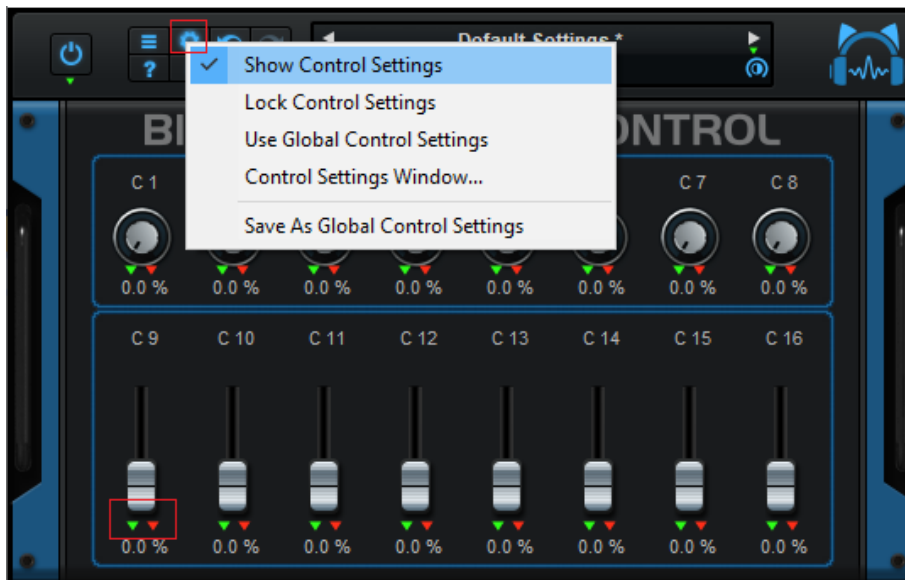 Default Settings *
?
Show Control Settings
Lock Control Settings
Use Global Control Settings
Control Settings Window...
Save As Global Control Settings
C 1 C 7 C 8
0.0 % 0.0 % 0.0 % 0.0 % 0.0 % 0.0 % 0.0 % 0.0 %
C 9 C 10 C 11 C 12 C 13 C 14 C 15 C 16
0.0 % 0.0 % 0.0 % 0.0 % 0.0 % 0.0 % 0.0 % 0.0 %